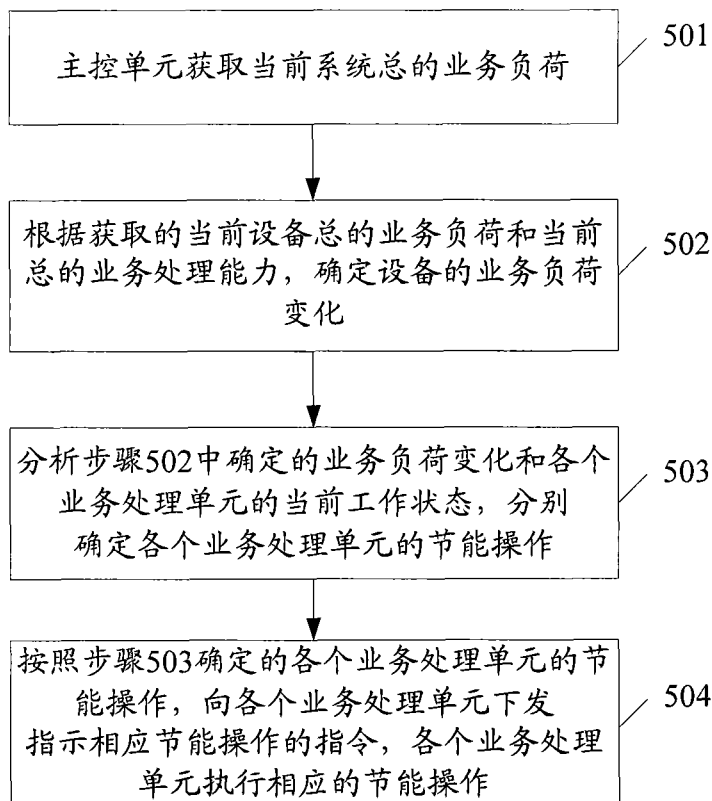 主控单元获取当前系统总的业务负荷
501
根据获取的当前设备总的业务负荷和当前
总的业务处理能力，确定设备的业务负荷
变化
502
分析步骤502中确定的业务负荷变化和各个
业务处理单元的当前工作状态，分别
确定各个业务处理单元的节能操作
503
按照步骤503确定的各个业务处理单元的节
能操作，向各个业务处理单元下发
指示相应节能操作的指令，各个业务处理
单元执行相应的节能操作
504